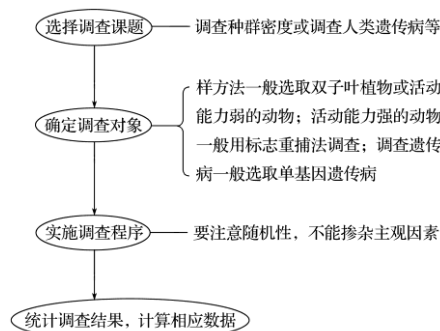 选择调查课题
调查种群密度或调查人类遗传病等
样方法一般选取双子叶植物或活动
能力弱的动物；活动能力强的动物
一般用标志重捕法调查；调查遗传
病一般选取单基因遗传病
确定调查对象
实施调查程序
要注意随机性，不能掺杂主观因素
统计调查结果，计算相应数据